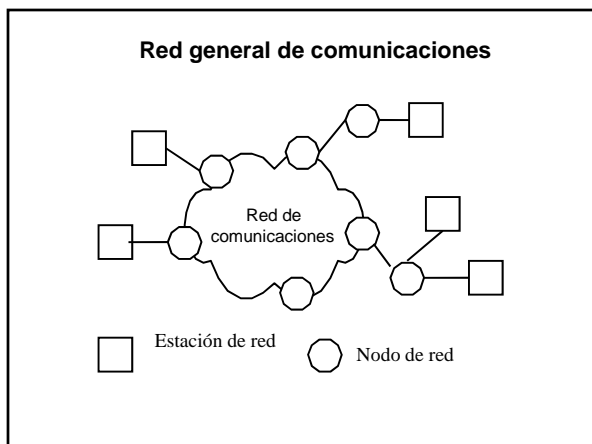 Red general de comunicaciones
Red de
comunicaciones
Estación de red
Nodo de red